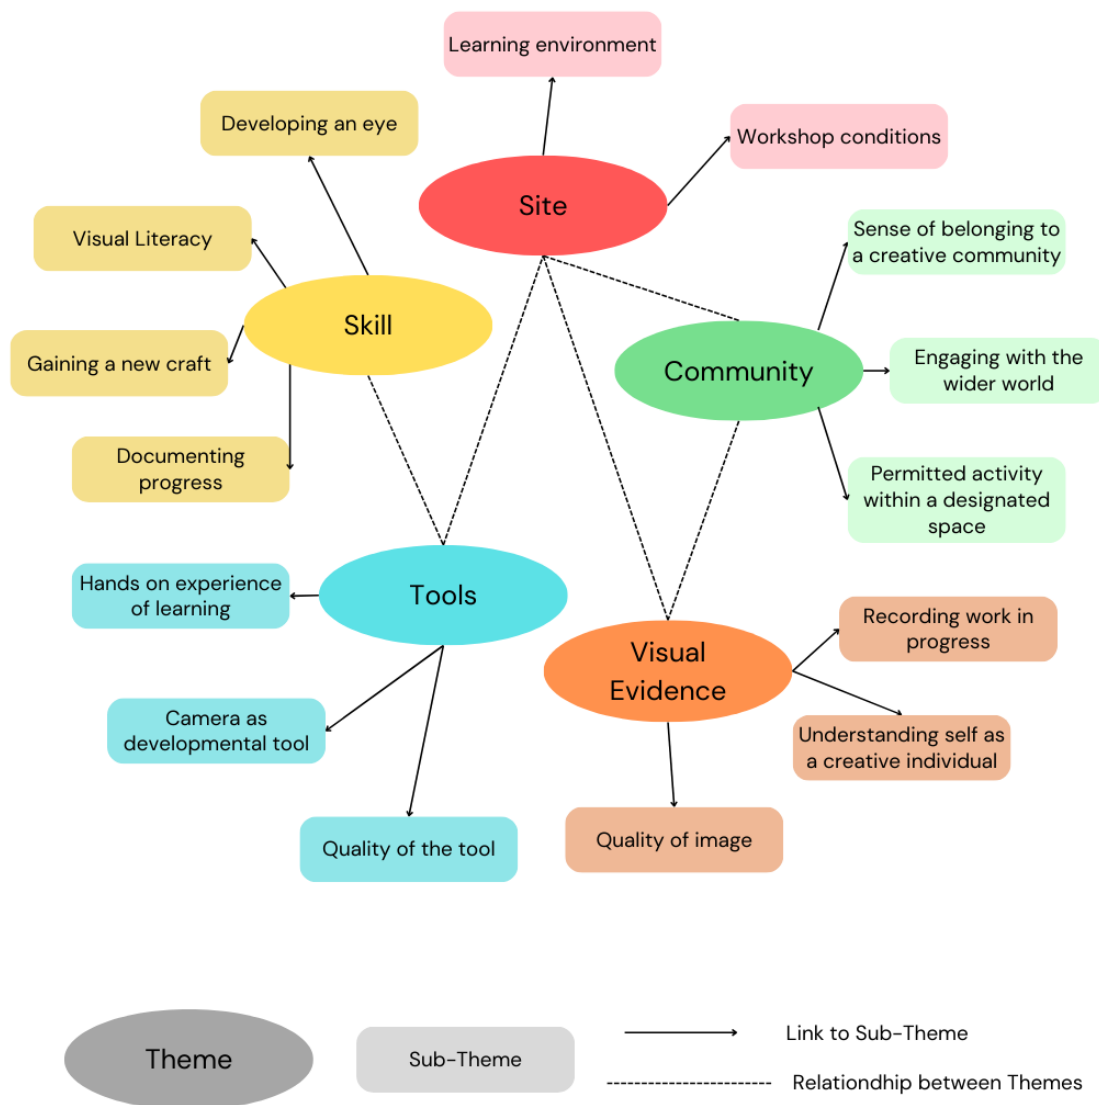 Learning environment
Developing an eye
Workshop conditions
Site
Visual Literacy
Sense of belonging to
a creative community
Skill
Gaining a new craft
Community
Engaging with the
wider world
Documenting
progress
Permitted activity
within a designated
space
Hands on experience
of learning
Tools
Visual
Evidence
Recording work in
progress
Camera as
developmental tool
Understanding self as
a creative individual
Quality of the tool
Quality of image
Theme
Sub-Theme
Link to Sub-Theme
Relationdhip between Themes